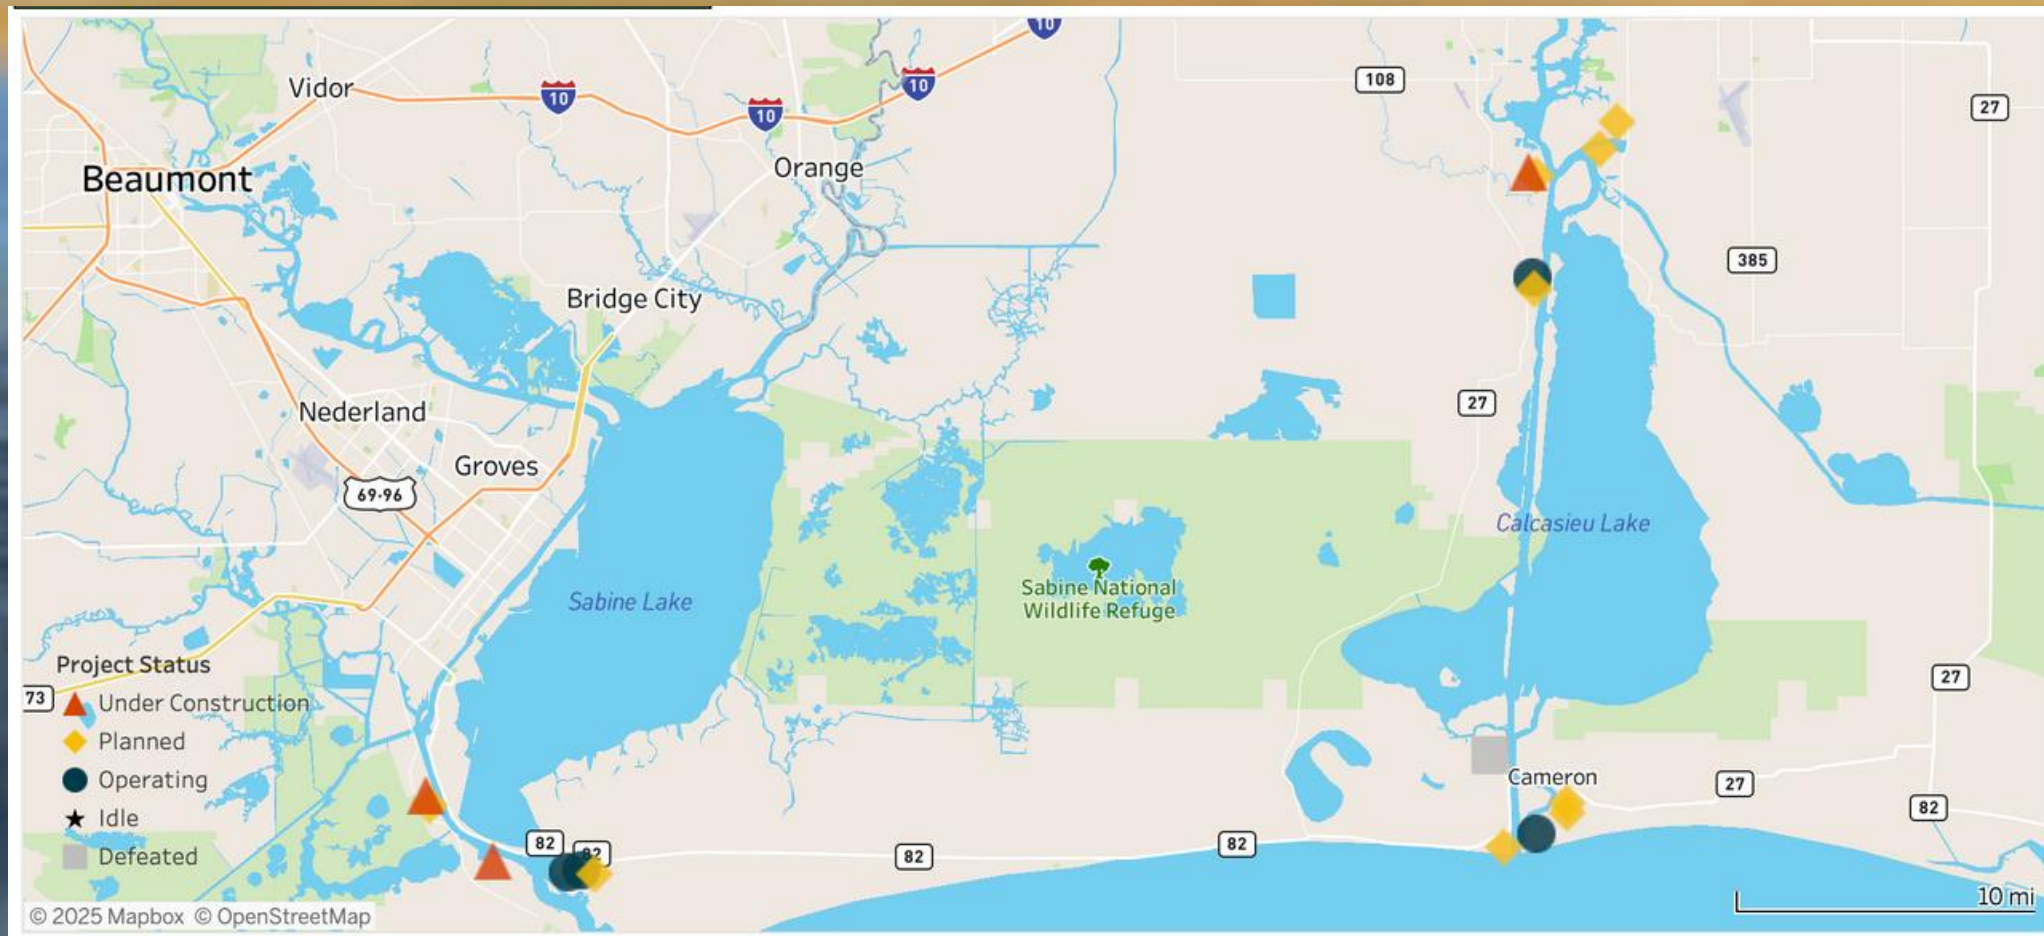 10
Vidor
10
10
10
108
27
Orange
Beaumont
385
Bridge City
27
Nederland
Groves
69-96
Calcasieu Lake
Sabine National
Wildlife Refuge
Sabine Lake
Project Status
73
Under Construction
27
Planned
Operating
Cameron
27
Idle
82
Defeated
82
82
82
82
10 mi
© 2025 Mapbox © OpenStreetMap